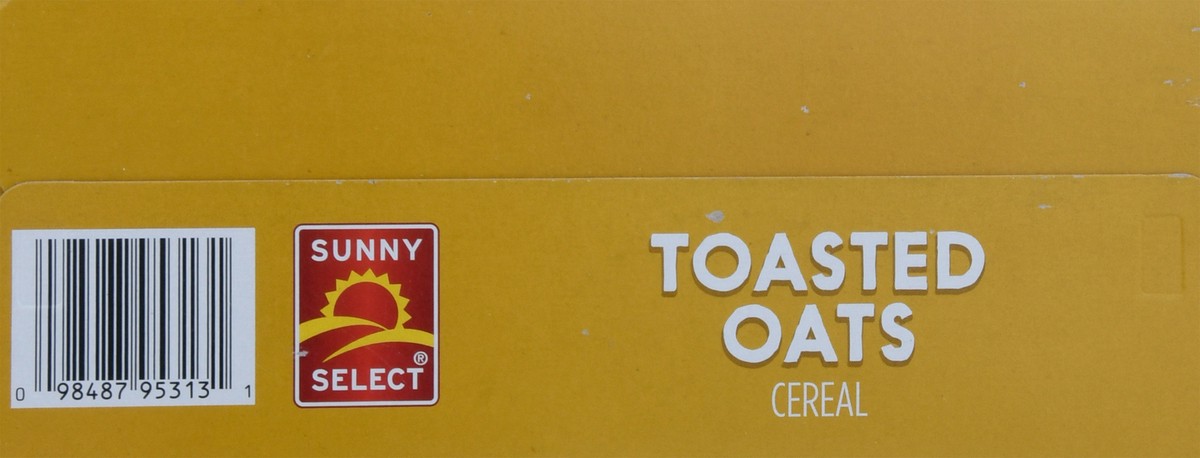 0 98487 95313 1
SUNNY
SELECT®
TOASTED
OATS
CEREAL